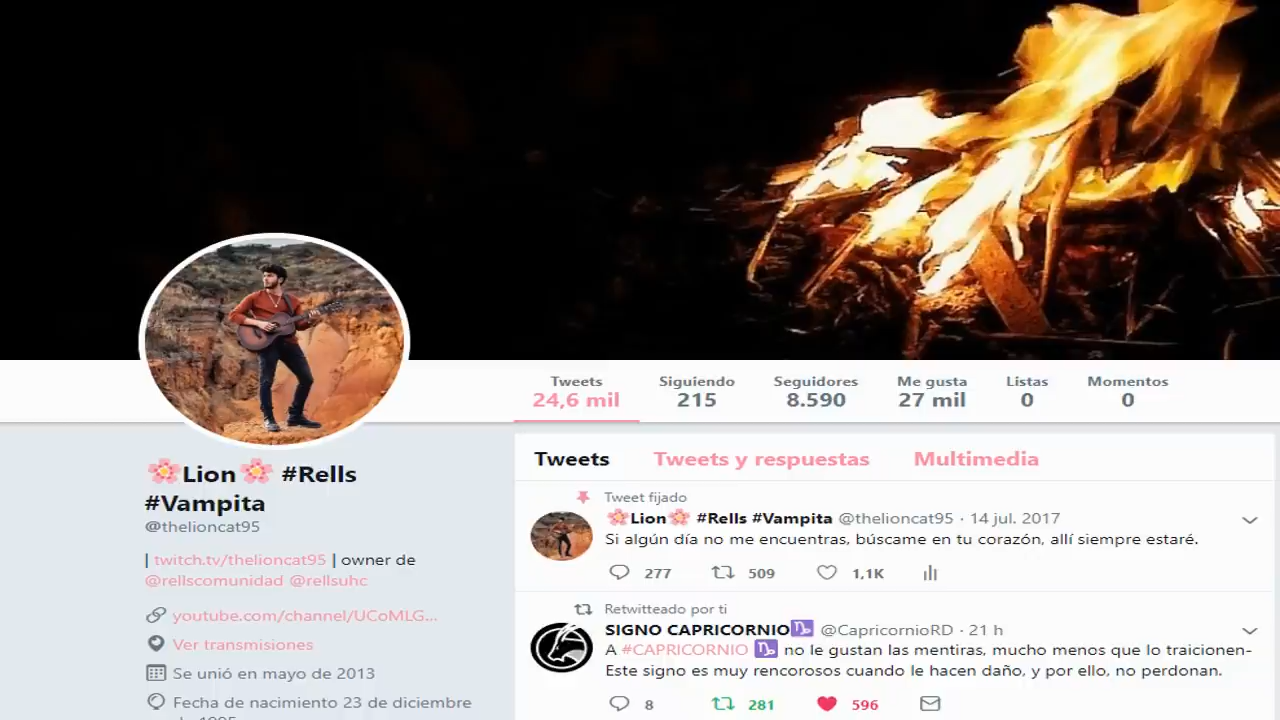 Tweets Siguiendo Seguidores Me gusta Listas Momentos
24,6 mil 215 8.590 27 mil 0 0
🌸Lion🌸 #Rells
#Vampita
@thelioncat95
| twitch.tv/thelioncat95 | owner de
@rellscomunidad @rellsuhc
youtube.com/channel/UCoMLG...
Ver transmisiones
Se unió en mayo de 2013
Fecha de nacimiento 23 de diciembre
Tweets Tweets y respuestas Multimedia
Tweet fijado
🌸Lion🌸 #Rells #Vampita @thelioncat95 · 14 jul. 2017
Si algún día no me encuentras, búscame en tu corazón, allí siempre estaré.
277 509 1,1K
Retwitteado por ti
SIGNO CAPRICORNIO♑ @CapricornioRD · 21 h
A #CAPRICORNIO ♑ no le gustan las mentiras, mucho menos que lo traicionen-
Este signo es muy rencorosos cuando le hacen daño, y por ello, no perdonan.
8 281 596